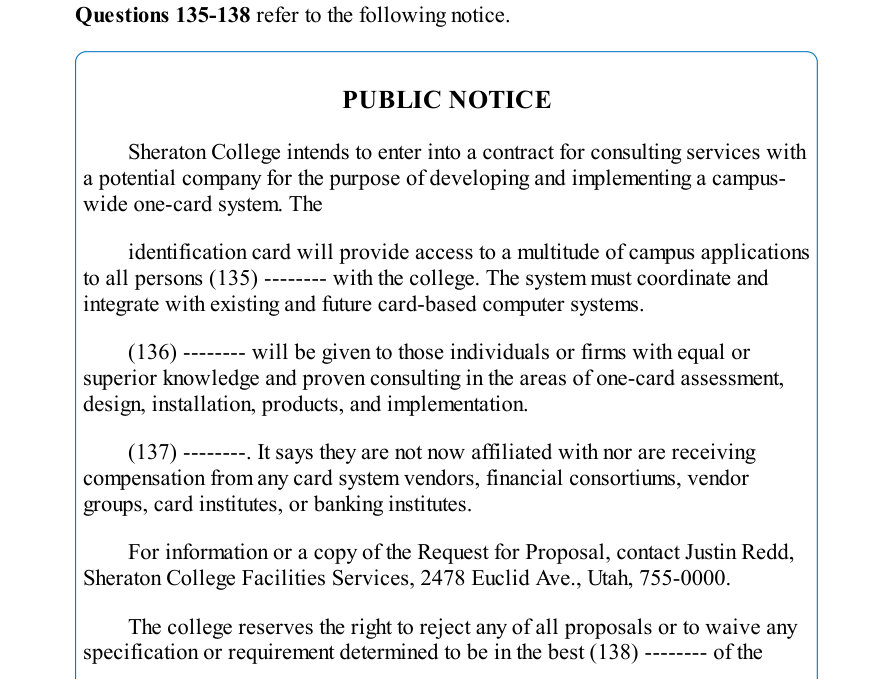 Questions 135-138 refer to the following notice.
PUBLIC NOTICE
Sheraton College intends to enter into a contract for consulting services with
a potential company for the purpose of developing and implementing a campus-
wide one-card system. The
identification card will provide access to a multitude of campus applications
to all persons (135) -------- with the college. The system must coordinate and
integrate with existing and future card-based computer systems.
(136) -------- will be given to those individuals or firms with equal or
superior knowledge and proven consulting in the areas of one-card assessment,
design, installation, products, and implementation.
(137) --------. It says they are not now affiliated with nor are receiving
compensation from any card system vendors, financial consortiums, vendor
groups, card institutes, or banking institutes.
For information or a copy of the Request for Proposal, contact Justin Redd,
Sheraton College Facilities Services, 2478 Euclid Ave., Utah, 755-0000.
The college reserves the right to reject any of all proposals or to waive any
specification or requirement determined to be in the best (138) -------- of the